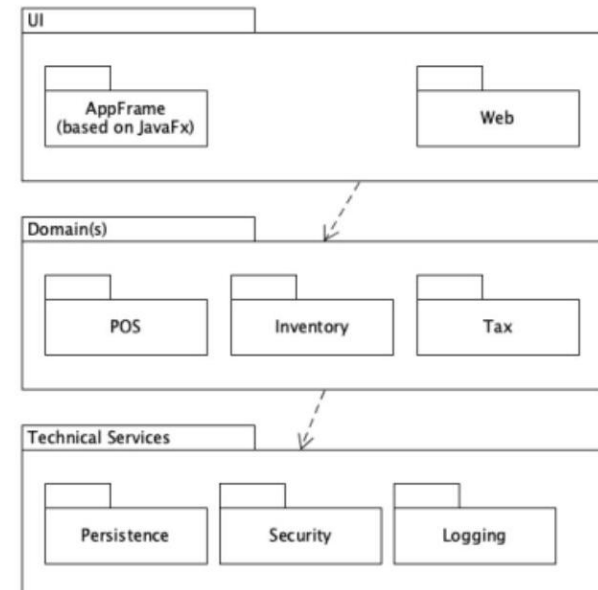 UI
AppFrame
(based on JavaFx)
Web
Domain(s)
POS
Inventory
Tax
Technical Services
Persistence
Security
Logging